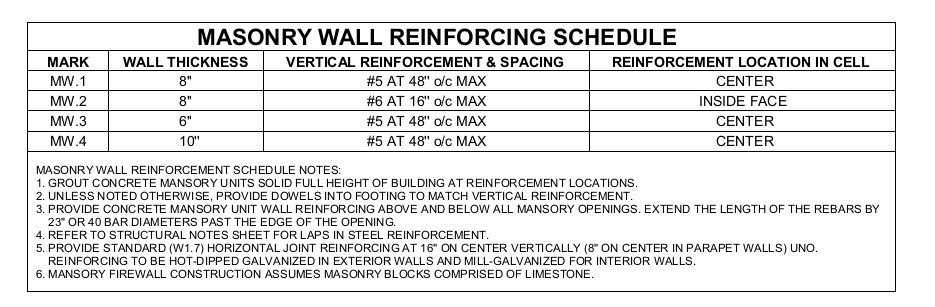 MASONRY WALL REINFORCING SCHEDULE
MARK WALL THICKNESS VERTICAL REINFORCEMENT & SPACING REINFORCEMENT LOCATION IN CELL
MW.1 8" #5 AT 48" o/c MAX CENTER
MW.2 8" #6 AT 16" o/c MAX INSIDE FACE
MW.3 6" #5 AT 48" o/c MAX CENTER
MW.4 10" #5 AT 48" o/c MAX CENTER
MASONRY WALL REINFORCEMENT SCHEDULE NOTES:
1. GROUT CONCRETE MANSORY UNITS SOLID FULL HEIGHT OF BUILDING AT REINFORCEMENT LOCATIONS.
2. UNLESS NOTED OTHERWISE, PROVIDE DOWELS INTO FOOTING TO MATCH VERTICAL REINFORCEMENT.
3. PROVIDE CONCRETE MANSORY UNIT WALL REINFORCING ABOVE AND BELOW ALL MANSORY OPENINGS. EXTEND THE LENGTH OF THE REBARS BY
23" OR 40 BAR DIAMETERS PAST THE EDGE OF THE OPENING.
4. REFER TO STRUCTURAL NOTES SHEET FOR LAPS IN STEEL REINFORCEMENT.
5. PROVIDE STANDARD (W1.7) HORIZONTAL JOINT REINFORCING AT 16" ON CENTER VERTICALLY (8" ON CENTER IN PARAPET WALLS) UNO.
REINFORCING TO BE HOT-DIPPED GALVANIZED IN EXTERIOR WALLS AND MILL-GALVANIZED FOR INTERIOR WALLS.
6. MANSORY FIREWALL CONSTRUCTION ASSUMES MASONRY BLOCKS COMPRISED OF LIMESTONE.